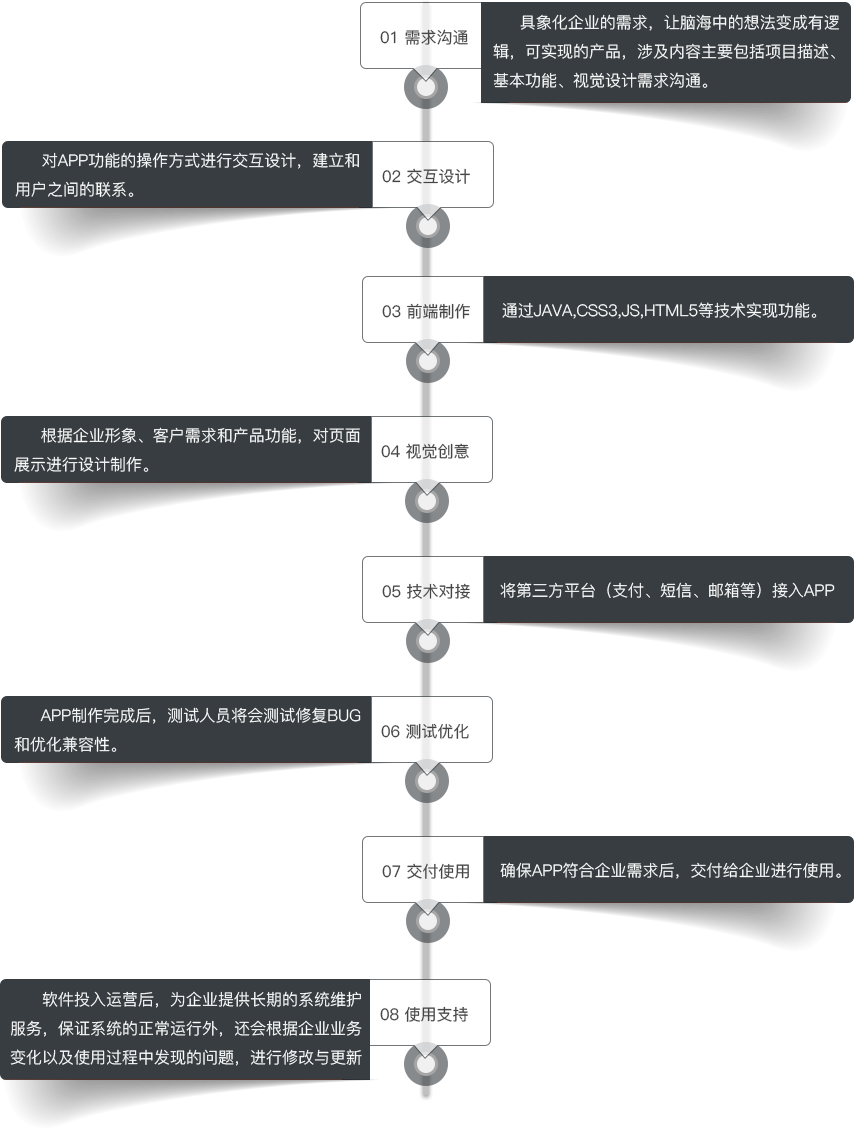 01 需求沟通
具象化企业的需求，让脑海中的想法变成有逻
辑，可实现的产品，涉及内容主要包括项目描述、
基本功能、视觉设计需求沟通。
对APP功能的操作方式进行交互设计，建立和
用户之间的联系。
02 交互设计
03 前端制作
通过JAVA,CSS3,JS,HTML5等技术实现功能。
根据企业形象、客户需求和产品功能，对页面
展示进行设计制作。
04 视觉创意
05 技术对接
将第三方平台（支付、短信、邮箱等）接入APP
APP制作完成后，测试人员将会测试修复BUG
和优化兼容性。
06 测试优化
07 交付使用
确保APP符合企业需求后，交付给企业进行使用。
软件投入运营后，为企业提供长期的系统维护
服务，保证系统的正常运行外，还会根据企业业务
变化以及使用过程中发现的问题，进行修改与更新
08 使用支持